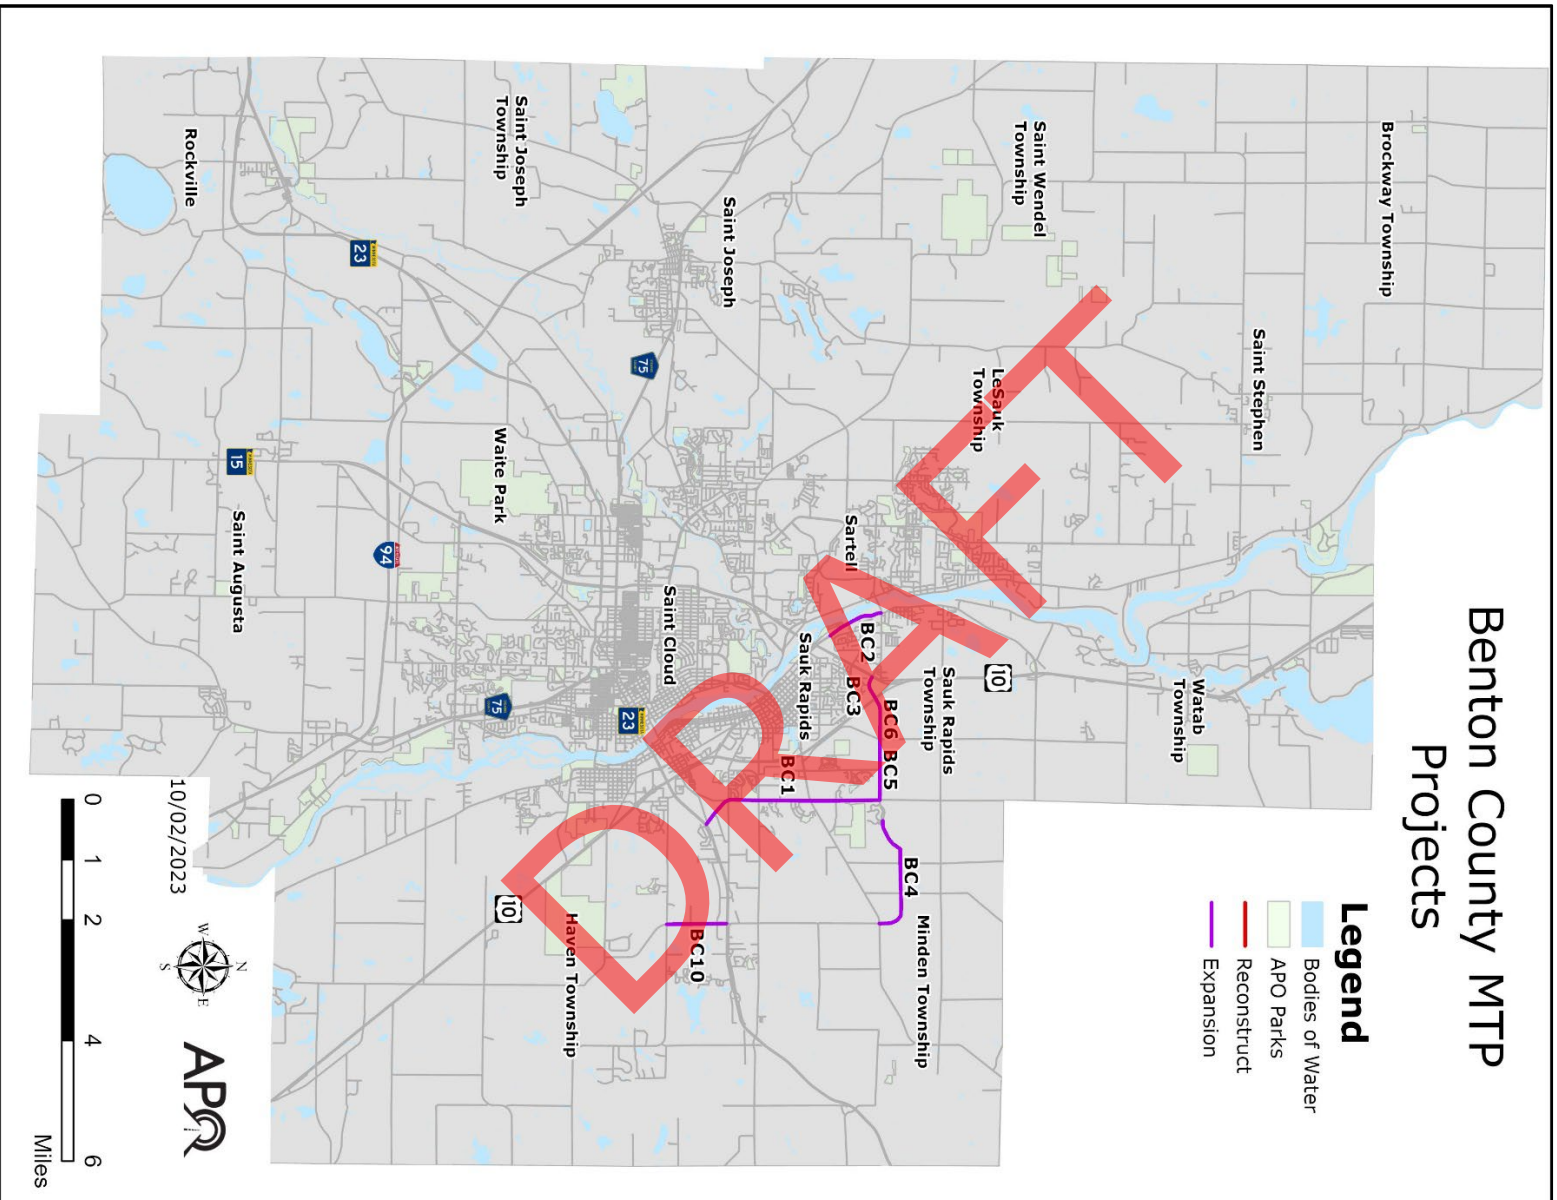 Benton County MTP
Projects
Legend
Bodies of Water
APO Parks
Reconstruct
Expansion
Brockway Township
Saint Stephen
Watab
Township
Saint Wendel
Township
LeSauk
Township
10
Sauk Rapids
Township
Minden Township
BC4
BC6
BC5
BC2
BC3
Sartell
Sauk Rapids
BC1
Saint Joseph
BC10
Saint Cloud
75
23
Haven Township
Saint Joseph
Township
Waite Park
75
10
94
23
Saint Augusta
15
Rockville
DRAFT
10/02/2023
N
W
E
S
APO
0
1
2
4
6
Miles